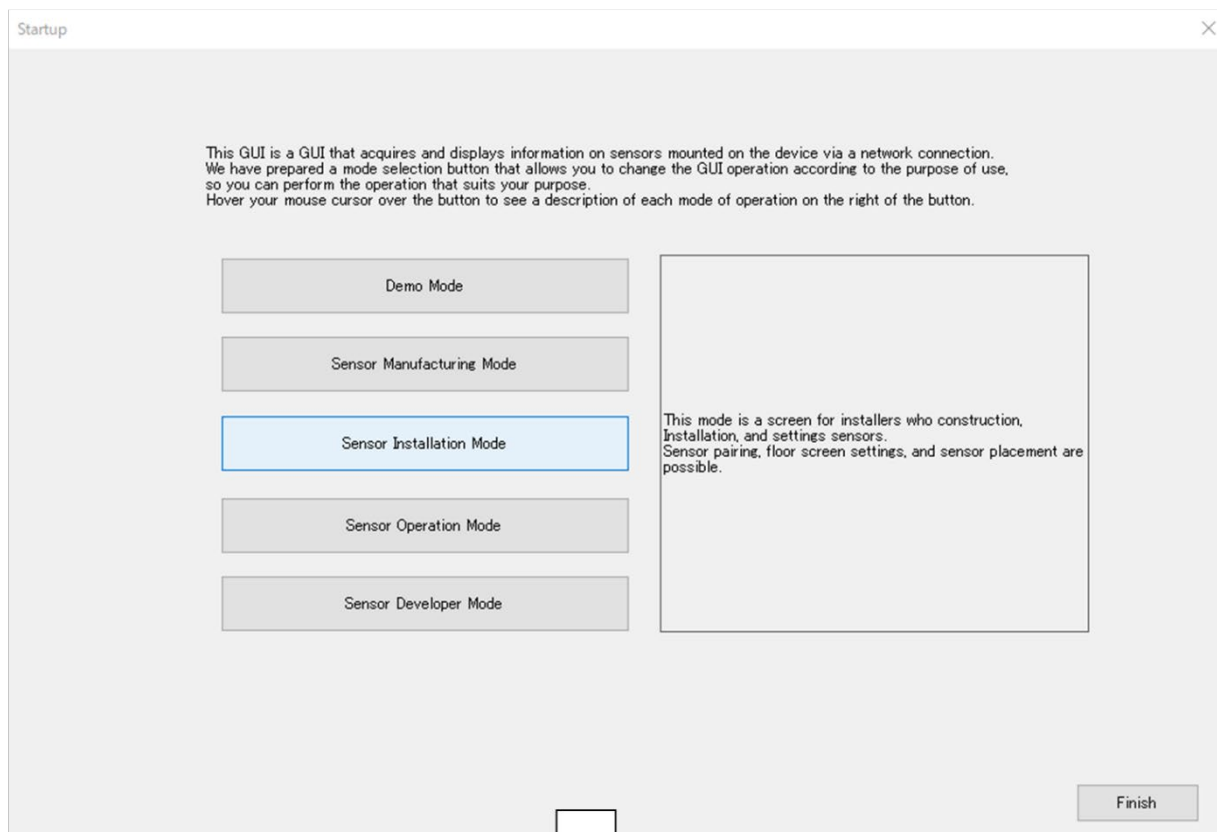 Startup
This GUI is a GUI that acquires and displays information on sensors mounted on the device via a network connection.
We have prepared a mode selection button that allows you to change the GUI operation according to the purpose of use,
so you can perform the operation that suits your purpose.
Hover your mouse cursor over the button to see a description of each mode of operation on the right of the button.
Demo Mode
Sensor Manufacturing Mode
Sensor Installation Mode
Sensor Operation Mode
Sensor Developer Mode
This mode is a screen for installers who construction,
Installation, and settings sensors.
Sensor pairing, floor screen settings, and sensor placement are
possible.
Finish